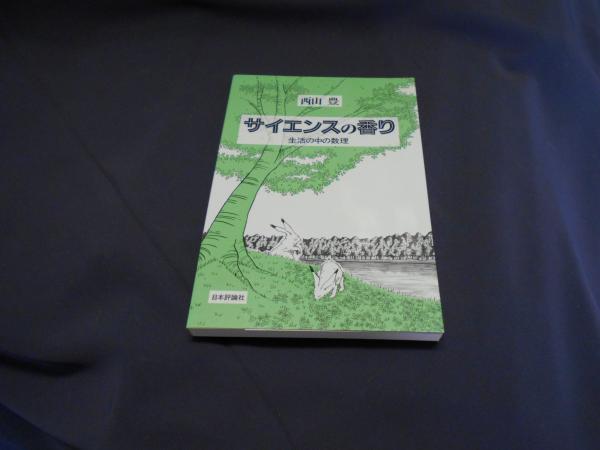 西山 豊
サイエンスの香り
生活の中の数理
日本評論社